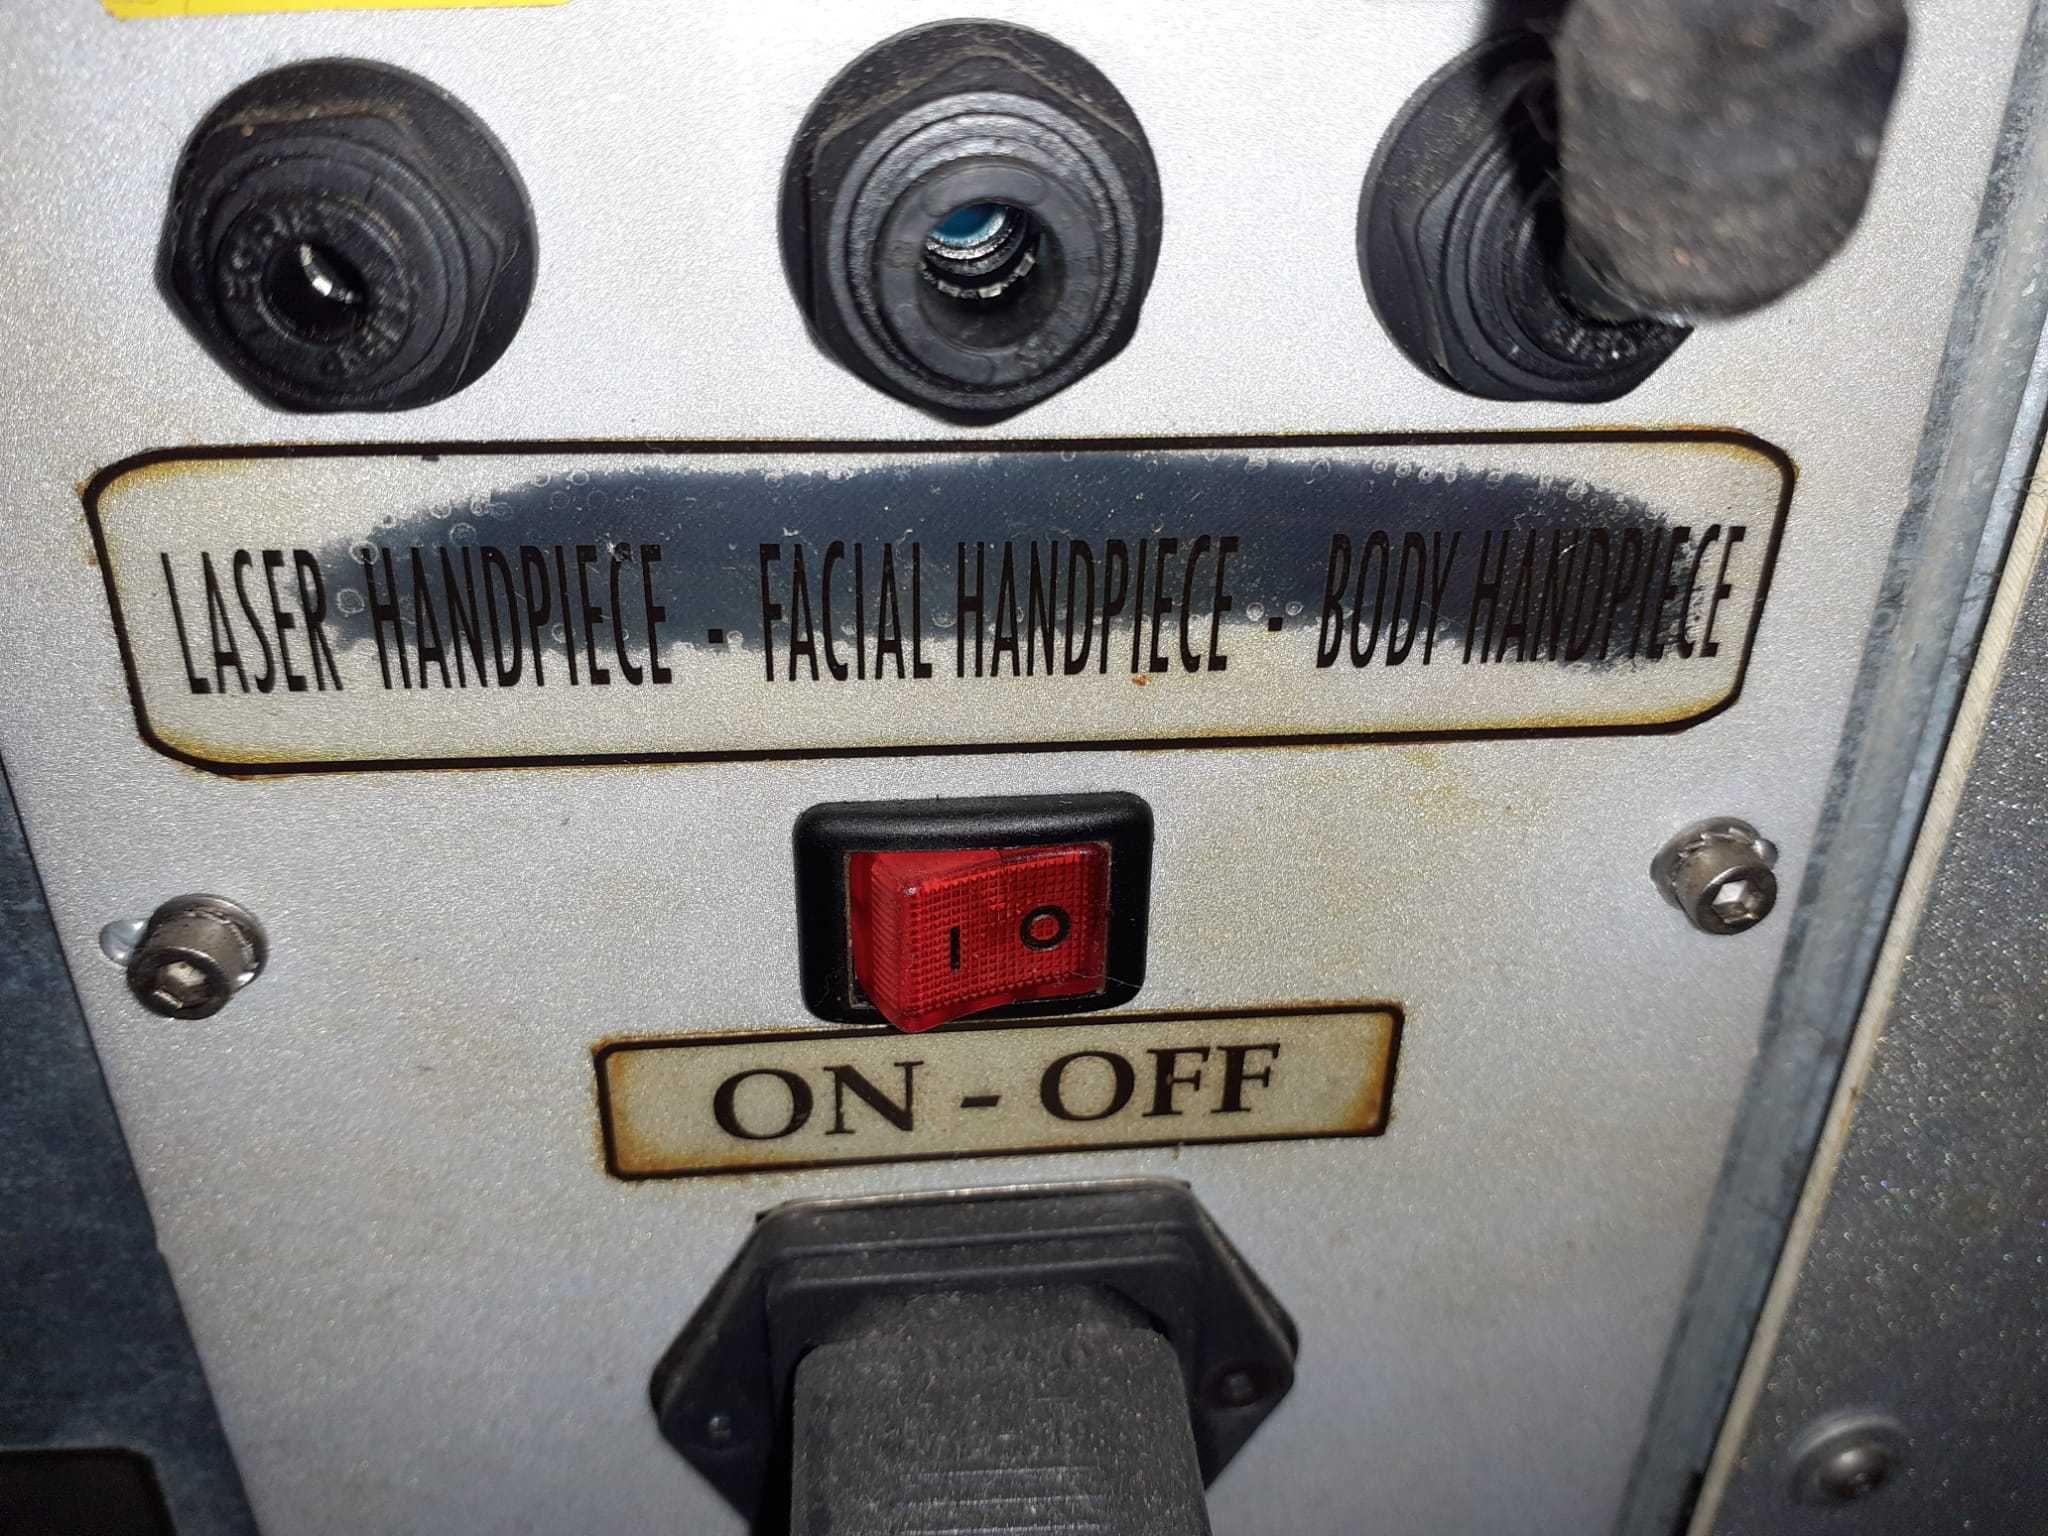 LASER HANDPIECE - FACIAL HANDPIECE - BODY HANDPIECE
I O
ON - OFF